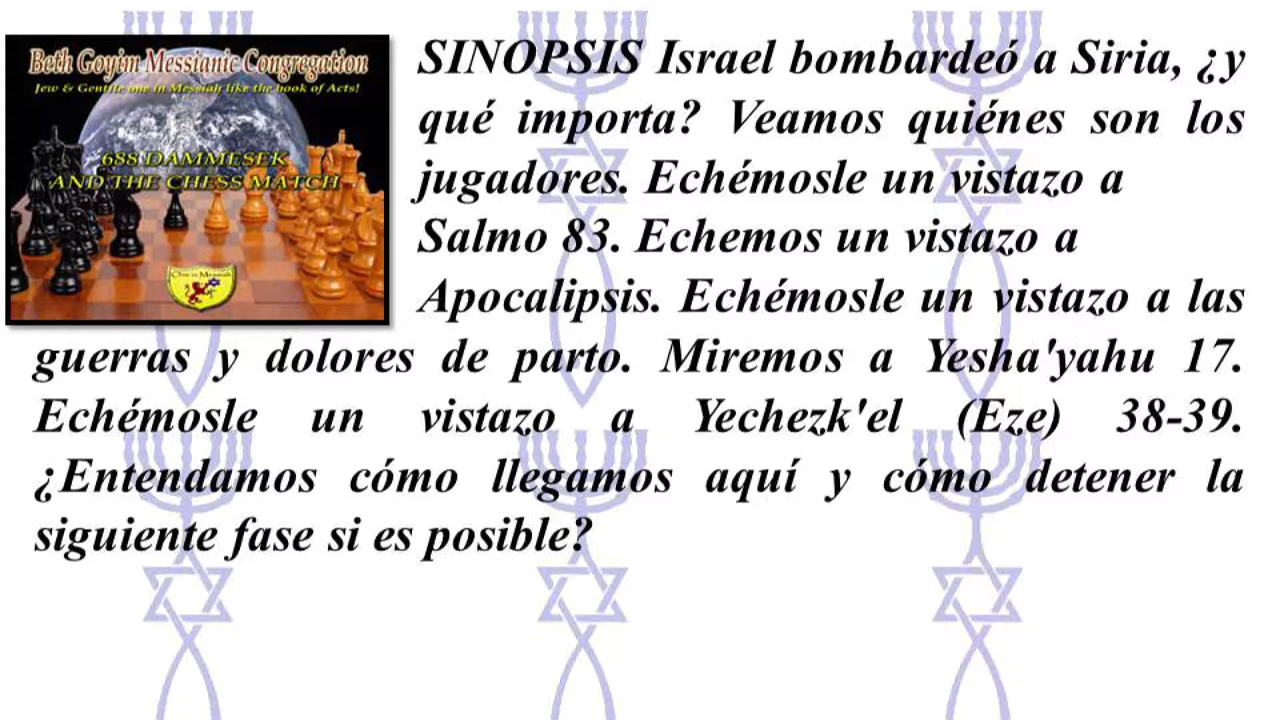 Beth Goyim Messianic Congregation
Jew & Gentile one in Messiah like the book of Acts!
688 DAMMESEK
AND THE CHESS MATCH
One in Messiah
SINOPSIS Israel bombardeó a Siria, ¿y
qué importa? Veamos quiénes son los
jugadores. Echémosle un vistazo a
Salmo 83. Echemos un vistazo a
Apocalipsis. Echémosle un vistazo a las
guerras y dolores de parto. Miremos a Yesha'yahu 17.
Echémosle un vistazo a Yechezk'el (Eze) 38-39.
¿Entendamos cómo llegamos aquí y cómo detener la
siguiente fase si es posible?